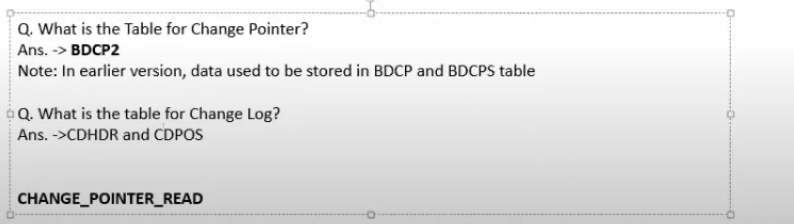 Q. What is the Table for Change Pointer?
Ans. -> BDCP2
Note: In earlier version, data used to be stored in BDCP and BDCPS table
Q. What is the table for Change Log?
Ans. ->CDHDR and CDPOS
CHANGE_POINTER_READ